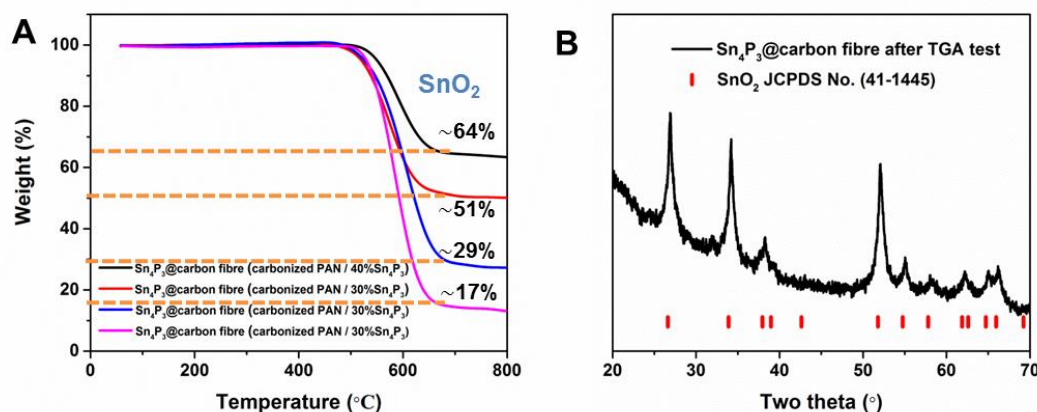 A
100
80
60
40
20
0
Weight (%)
SnO₂
~64%
~51%
~29%
~17%
Sn₄P₃@carbon fibre (carbonized PAN / 40%Sn₄P₃)
Sn₄P₃@carbon fibre (carbonized PAN / 30%Sn₄P₃)
Sn₄P₃@carbon fibre (carbonized PAN / 30%Sn₄P₃)
Sn₄P₃@carbon fibre (carbonized PAN / 30%Sn₄P₃)
0 200 400 600 800
Temperature (°C)
B
Sn₄P₃@carbon fibre after TGA test
SnO₂ JCPDS No. (41-1445)
20 30 40 50 60 70
Two theta (°)